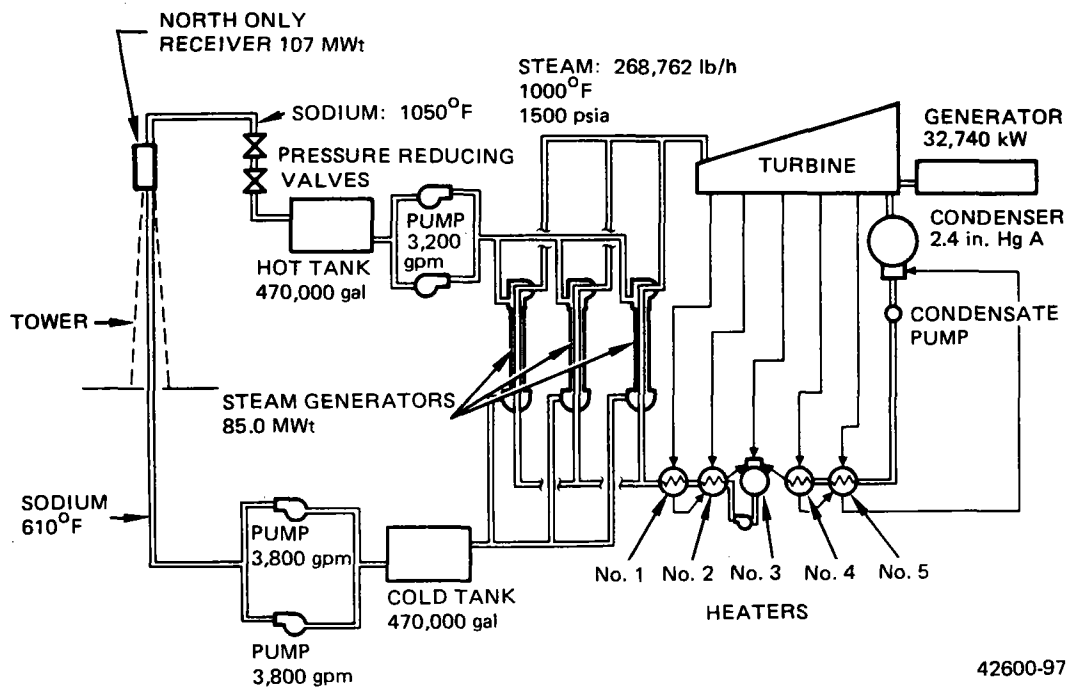 NORTH ONLY
RECEIVER 107 MWt
STEAM: 268,762 lb/h
1000°F
1500 psia
SODIUM: 1050°F
GENERATOR
32,740 kW
PRESSURE REDUCING
VALVES
TURBINE
PUMP
3,200
gpm
CONDENSER
2.4 in. Hg A
HOT TANK
470,000 gal
TOWER
CONDENSATE
PUMP
STEAM GENERATORS
85.0 MWt
SODIUM
610°F
PUMP
3,800 gpm
COLD TANK
470,000 gal
No. 1
No. 2
No. 3
No. 4
No. 5
HEATERS
PUMP
3,800 gpm
42600-97